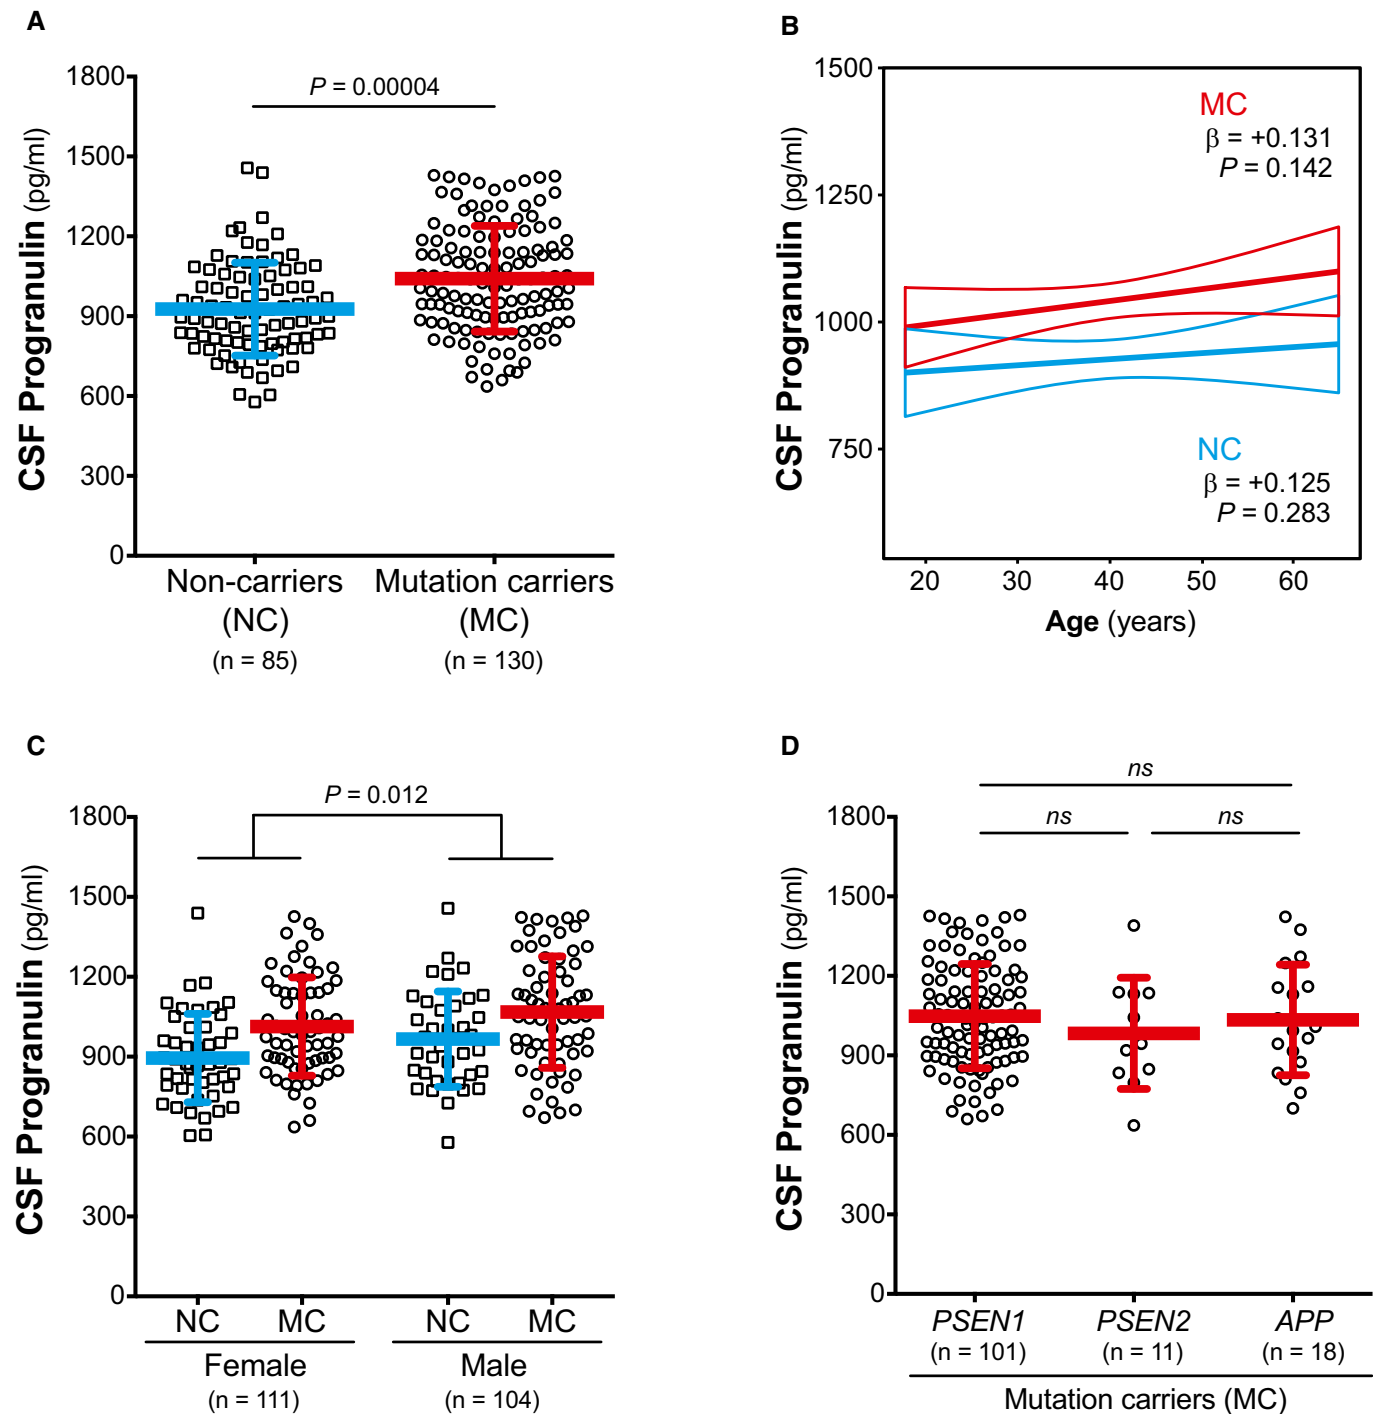 A
CSF Progranulin (pg/ml)
1800
1500
1200
900
600
300
0
P = 0.00004
Non-carriers
(NC)
(n = 85)
Mutation carriers
(MC)
(n = 130)
B
CSF Progranulin (pg/ml)
1500
1250
1000
750
MC
β = +0.131
P = 0.142
NC
β = +0.125
P = 0.283
20 30 40 50 60
Age (years)
C
CSF Progranulin (pg/ml)
1800
1500
1200
900
600
300
0
P = 0.012
NC MC NC MC
Female
(n = 111)
Male
(n = 104)
D
CSF Progranulin (pg/ml)
1800
1500
1200
900
600
300
0
ns
ns ns
PSEN1 PSEN2 APP
(n = 101) (n = 11) (n = 18)
Mutation carriers (MC)